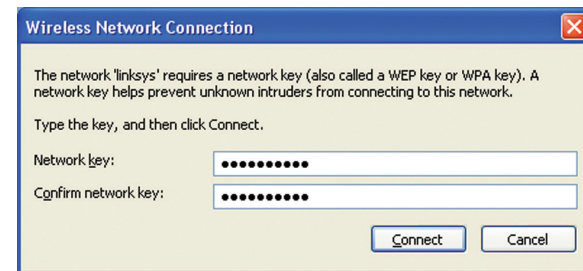 Wireless Network Connection
The network 'linksys' requires a network key (also called a WEP key or WPA key). A
network key helps prevent unknown intruders from connecting to this network.
Type the key, and then click Connect.
Network key: ••••••••••
Confirm network key: ••••••••••
Connect Cancel